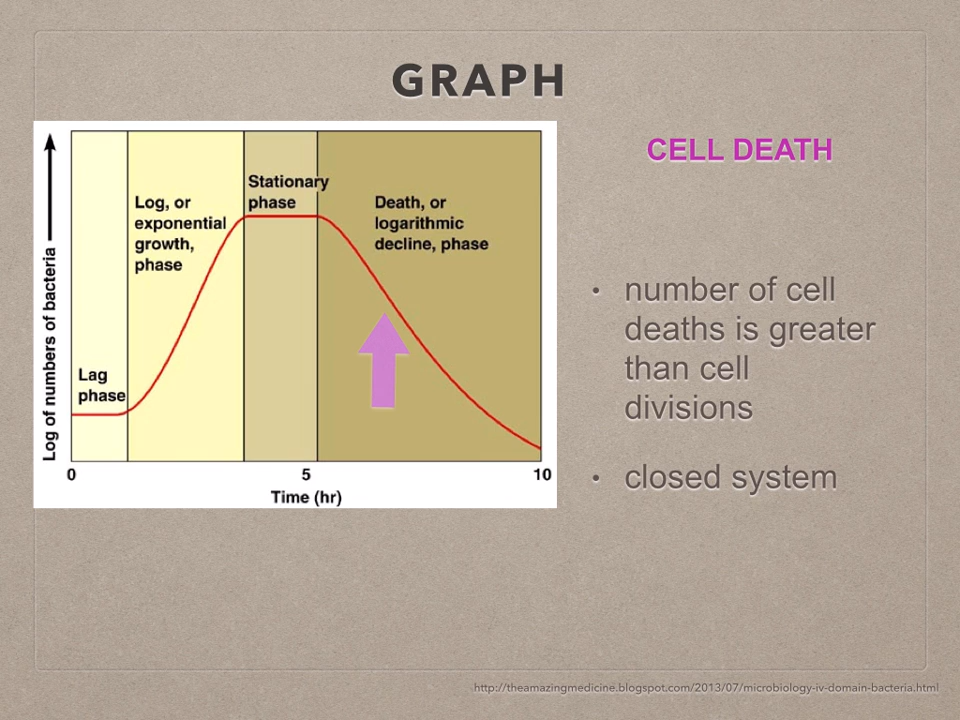 GRAPH
CELL DEATH
Log of numbers of bacteria
Lag
phase
Log, or
exponential
growth,
phase
Stationary
phase
Death, or
logarithmic
decline, phase
0
5
10
Time (hr)
• number of cell
deaths is greater
than cell
divisions
• closed system
http://theamazingmedicine.blogspot.com/2013/07/microbiology-iv-domain-bacteria.html